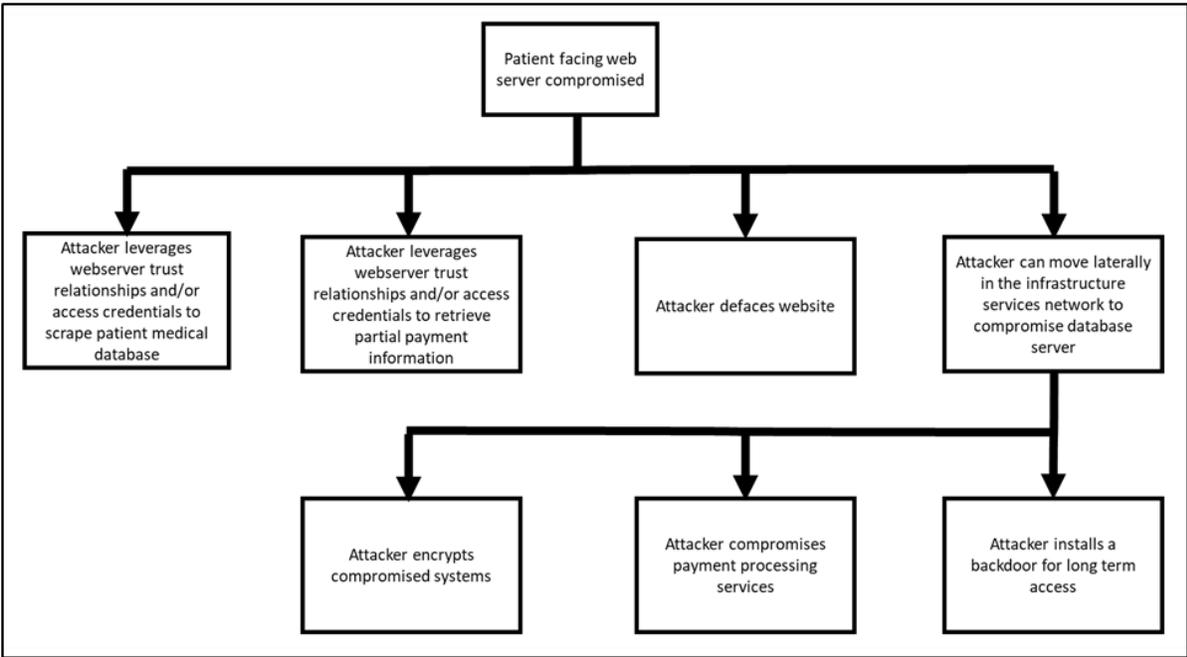 Patient facing web
server compromised
Attacker leverages
webserver trust
relationships and/or
access credentials to
scrape patient medical
database
Attacker leverages
webserver trust
relationships and/or access
credentials to retrieve
partial payment
information
Attacker defaces website
Attacker can move laterally
in the infrastructure
services network to
compromise database
server
Attacker encrypts
compromised systems
Attacker compromises
payment processing
services
Attacker installs a
backdoor for long term
access